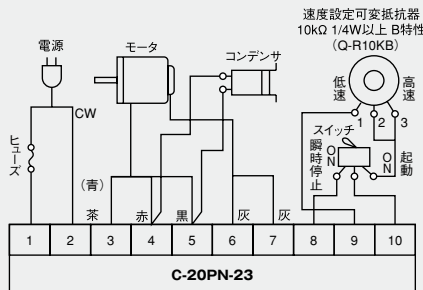 速度設定可変抵抗器
10kΩ 1/4W以上 B特性
(Q-R10KB)
電源
モータ
コンデンサ
低速
高速
1 2 3
CW
ヒューズ
スイッチ
瞬時停止
ON
ON
起動
(青)
茶 赤 黒 灰 灰
1 2 3 4 5 6 7 8 9 10
C-20PN-23